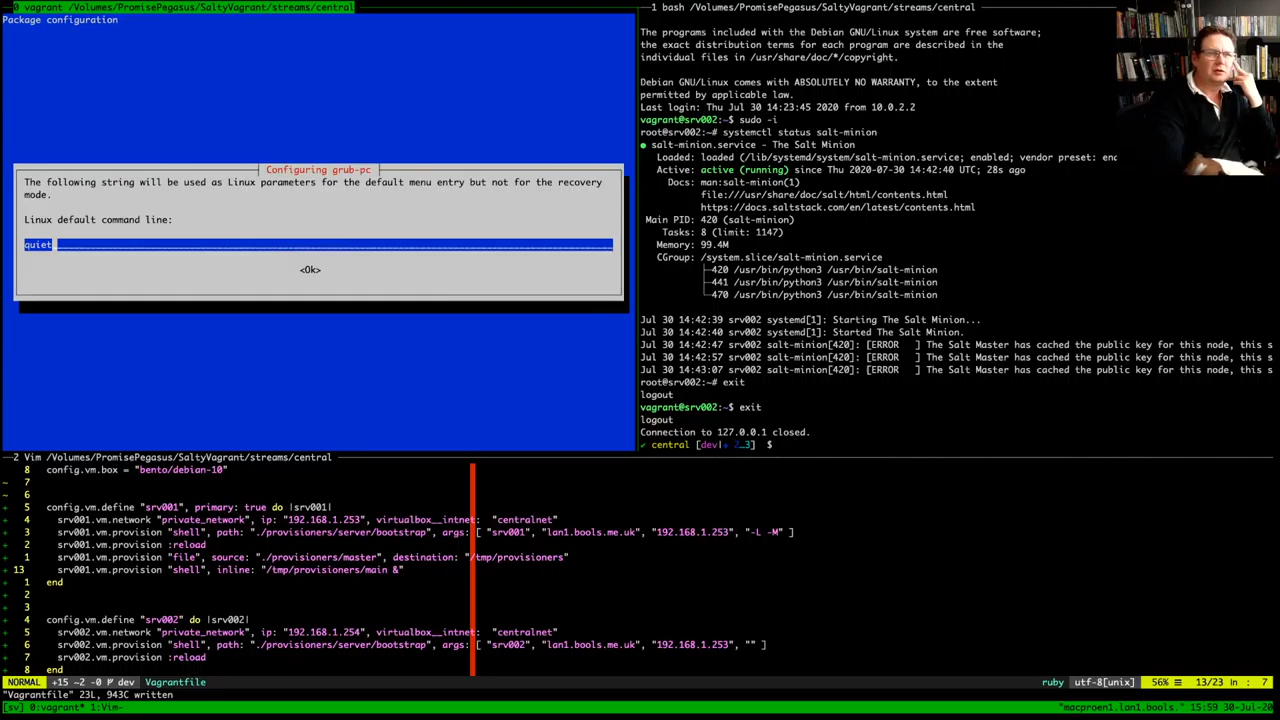 0 vagrant /Volumes/PromisePegasus/SaltyVagrant/streams/central
Package configuration
Configuring grub-pc
The following string will be used as Linux parameters for the default menu entry but not for the recovery
mode.
Linux default command line:
quiet
<Ok>
1 bash /Volumes/PromisePegasus/SaltyVagrant/streams/central
The programs included with the Debian GNU/Linux system are free software;
the exact distribution terms for each program are described in the
individual files in /usr/share/doc/*/copyright.
Debian GNU/Linux comes with ABSOLUTELY NO WARRANTY, to the extent
permitted by applicable law.
Last login: Thu Jul 30 14:23:45 2020 from 10.0.2.2
vagrant@srv002:~$ sudo -i
root@srv002:~# systemctl status salt-minion
● salt-minion.service - The Salt Minion
Loaded: loaded (/lib/systemd/system/salt-minion.service; enabled; vendor preset: ena
Active: active (running) since Thu 2020-07-30 14:42:40 UTC; 28s ago
Docs: man:salt-minion(1)
file:///usr/share/doc/salt/html/contents.html
https://docs.saltstack.com/en/latest/contents.html
Main PID: 420 (salt-minion)
Tasks: 8 (limit: 1147)
Memory: 99.4M
CGroup: /system.slice/salt-minion.service
├─420 /usr/bin/python3 /usr/bin/salt-minion
├─441 /usr/bin/python3 /usr/bin/salt-minion
└─470 /usr/bin/python3 /usr/bin/salt-minion
Jul 30 14:42:39 srv002 systemd[1]: Starting The Salt Minion...
Jul 30 14:42:40 srv002 systemd[1]: Started The Salt Minion.
Jul 30 14:42:47 srv002 salt-minion[420]: [ERROR   ] The Salt Master has cached the public key for this node, this s
Jul 30 14:42:57 srv002 salt-minion[420]: [ERROR   ] The Salt Master has cached the public key for this node, this s
Jul 30 14:43:07 srv002 salt-minion[420]: [ERROR   ] The Salt Master has cached the public key for this node, this s
root@srv002:~# exit
logout
vagrant@srv002:~$ exit
logout
Connection to 127.0.0.1 closed.
✓ central [dev|+ 2…3]  $
2 Vim /Volumes/PromisePegasus/SaltyVagrant/streams/central
8 config.vm.box = "bento/debian-10"
~ 7
~ 6
+ 5 config.vm.define "srv001", primary: true do |srv001|
+ 4 srv001.vm.network "private_network", ip: "192.168.1.253", virtualbox__intnet: "centralnet"
+ 3 srv001.vm.provision "shell", path: "./provisioners/server/bootstrap", args: [ "srv001", "lan1.bools.me.uk", "192.168.1.253", "-L -M" ]
+ 2 srv001.vm.provision :reload
+ 1 srv001.vm.provision "file", source: "./provisioners/master", destination: "/tmp/provisioners"
+ 13 srv001.vm.provision "shell", inline: "/tmp/provisioners/main &"
+ 1 end
+ 2
+ 3
+ 4 config.vm.define "srv002" do |srv002|
+ 5 srv002.vm.network "private_network", ip: "192.168.1.254", virtualbox__intnet: "centralnet"
+ 6 srv002.vm.provision "shell", path: "./provisioners/server/bootstrap", args: [ "srv002", "lan1.bools.me.uk", "192.168.1.253", "" ]
+ 7 srv002.vm.provision :reload
+ 8 end
NORMAL +15 ~2 -0 dev Vagrantfile ruby utf-8[unix] 56% ≡ 13/23 ln : 7
"Vagrantfile" 23L, 943C written
[sv] 0:vagrant* 1:Vim- "macproen1.lan1.bools." 15:59 30-Jul-20